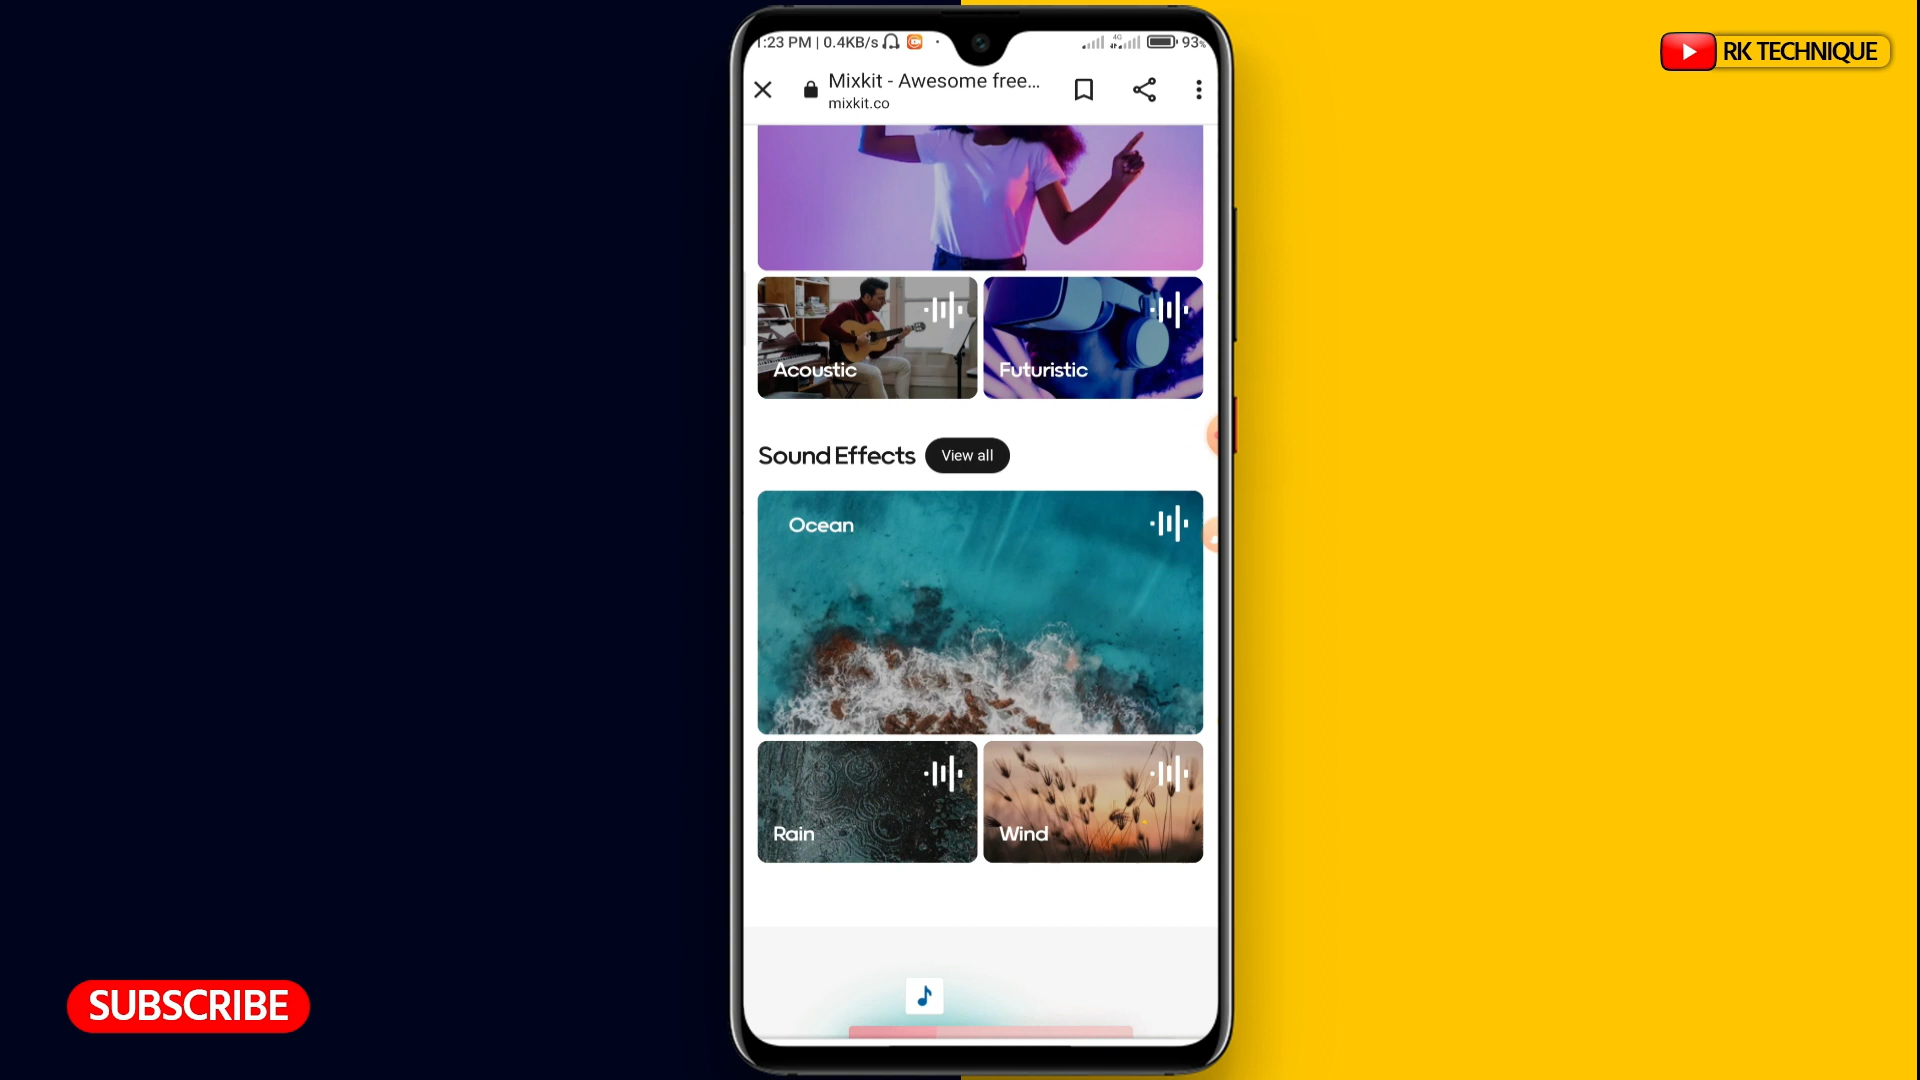 1:23 PM | 0.4KB/s
4G
93%
RK TECHNIQUE
Mixkit - Awesome free...
mixkit.co
Acoustic
Futuristic
Sound Effects
View all
Ocean
Rain
Wind
SUBSCRIBE